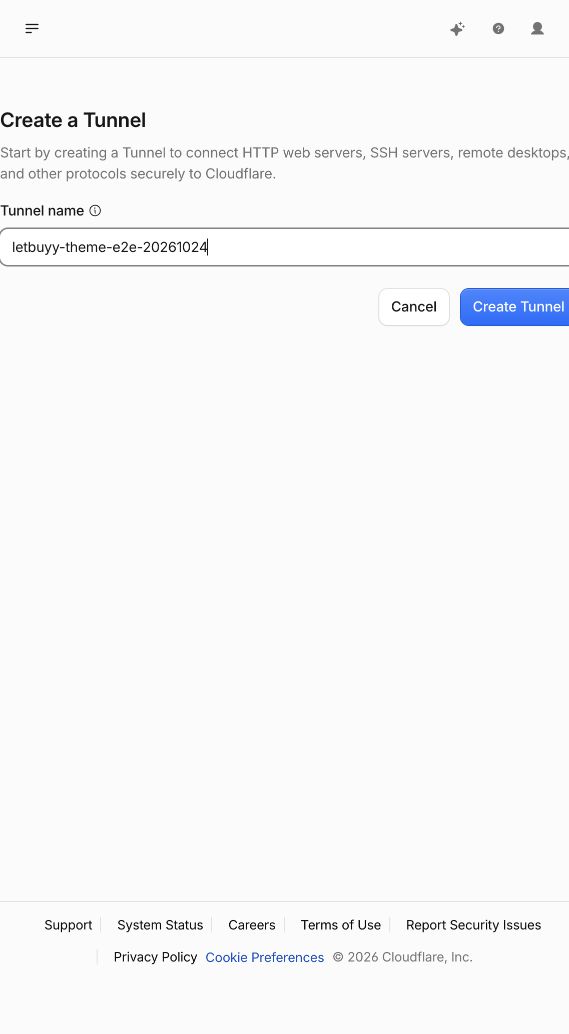 Create a Tunnel
Start by creating a Tunnel to connect HTTP web servers, SSH servers, remote desktops,
and other protocols securely to Cloudflare.
Tunnel name
letbuyy-theme-e2e-20261024
Cancel Create Tunnel
Support System Status Careers Terms of Use Report Security Issues
Privacy Policy Cookie Preferences © 2026 Cloudflare, Inc.